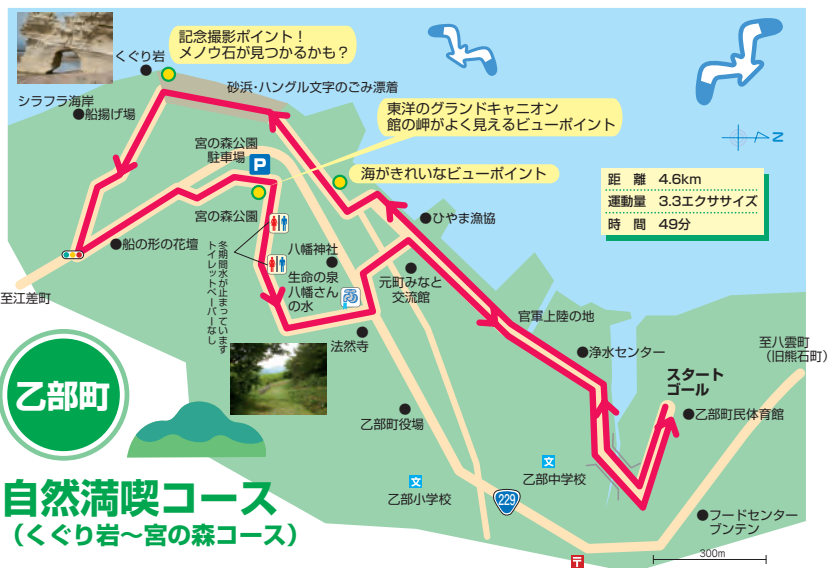 記念撮影ポイント！
メノウ石が見つかるかも？
くぐり岩
砂浜・ハングル文字のごみ漂着
シラフラ海岸
船揚げ場
東洋のグランドキャニオン
館の岬がよく見えるビューポイント
宮の森公園
駐車場
P
海がきれいなビューポイント
N
距　離　4.6km
運動量　3.3エクササイズ
時　間　49分
宮の森公園
ひやま漁協
船の形の花壇
冬期間水が止まっています
トイレットペーパーなし
八幡神社
生命の泉
八幡さん
の水
元町みなと
交流館
至江差町
官軍上陸の地
法然寺
浄水センター
至八雲町
（旧熊石町）
スタート
ゴール
乙部町民体育館
乙部町
乙部町役場
文
乙部中学校
文
乙部小学校
229
フードセンター
ブンテン
自然満喫コース
（くぐり岩～宮の森コース）
300m
〒